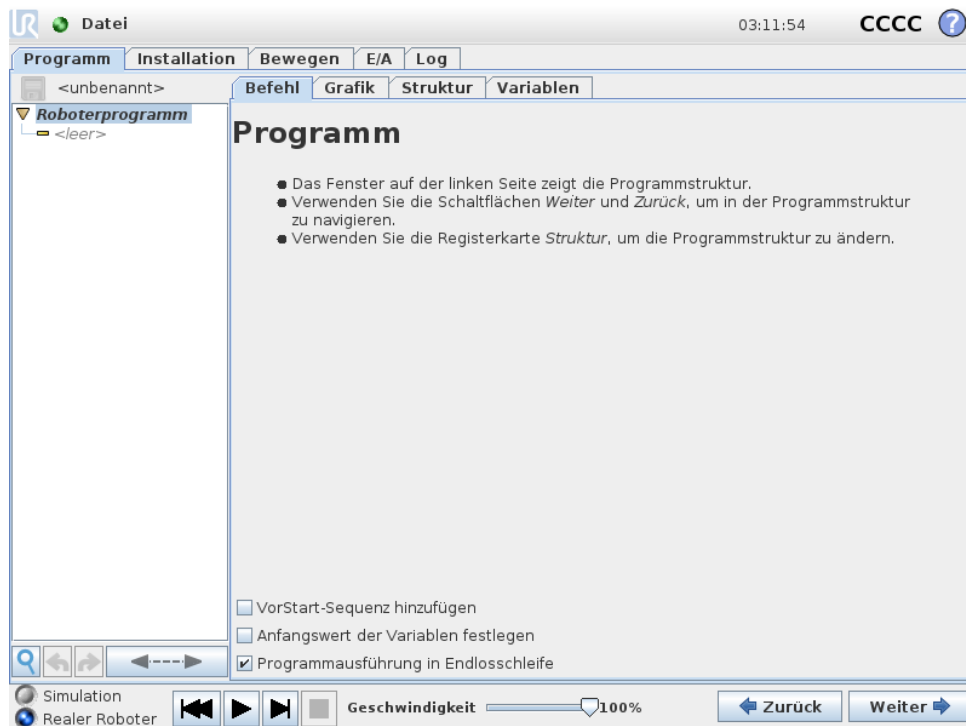 UR Datei 03:11:54 CCCC ?
Programm Installation Bewegen E/A Log
<unbenannt> Befehl Grafik Struktur Variablen
Roboterprogramm
<leer>
Programm
Das Fenster auf der linken Seite zeigt die Programmstruktur.
Verwenden Sie die Schaltflächen Weiter und Zurück, um in der Programmstruktur
zu navigieren.
Verwenden Sie die Registerkarte Struktur, um die Programmstruktur zu ändern.
VorStart-Sequenz hinzufügen
Anfangswert der Variablen festlegen
Programmausführung in Endlosschleife
Simulation
Realer Roboter
Geschwindigkeit 100%
Zurück Weiter